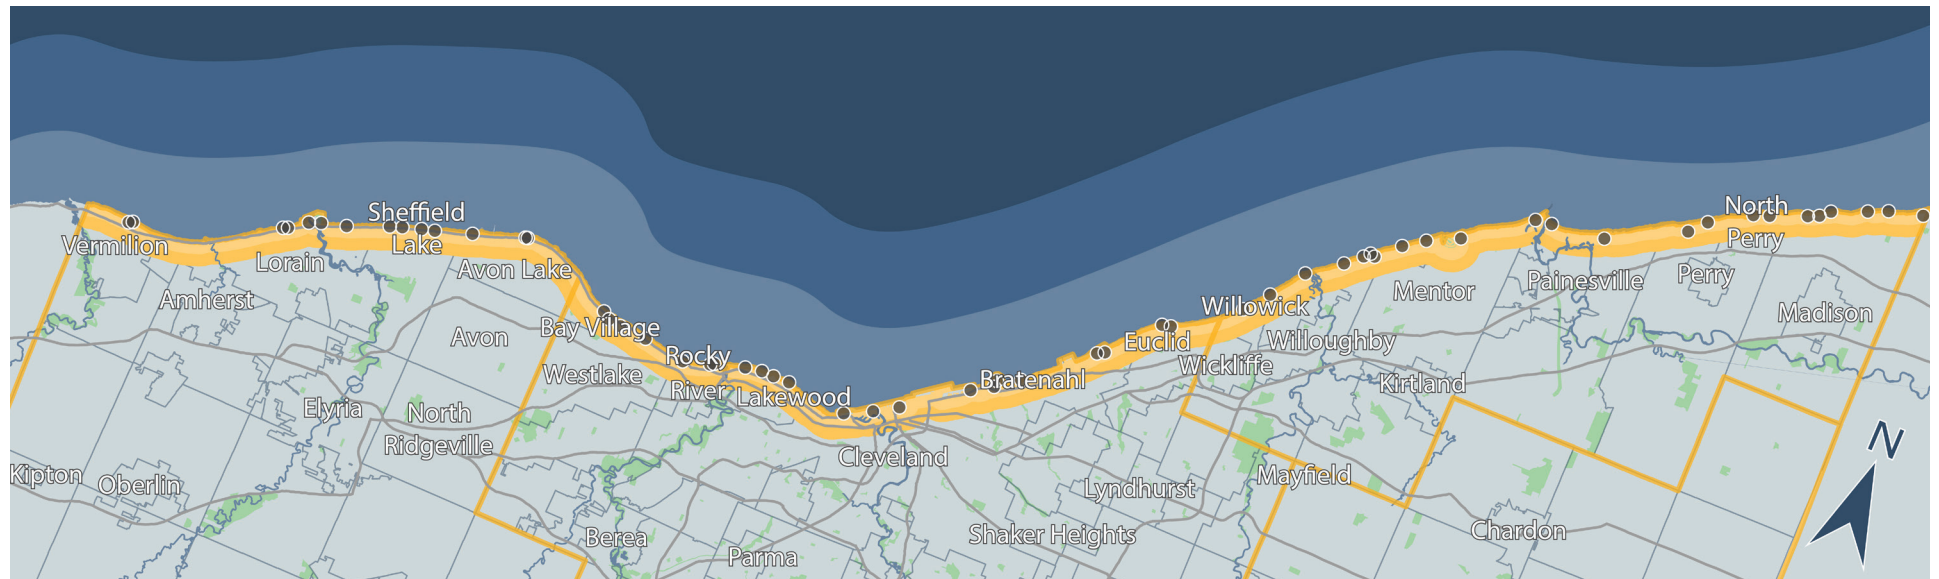 North
Perry
Sheffield
Lake
Vermilion
Lorain
Avon Lake
Amherst
Painesville
Perry
Mentor
Madison
Willowick
Willoughby
Bay Village
Avon
Euclid
Rocky
River
Wickliffe
Westlake
Bratenahl
Kirtland
Lakewood
Elyria
North
Ridgeville
N
Cleveland
Kipton
Oberlin
Mayfield
Lyndhurst
Shaker Heights
Chardon
Berea
Parma